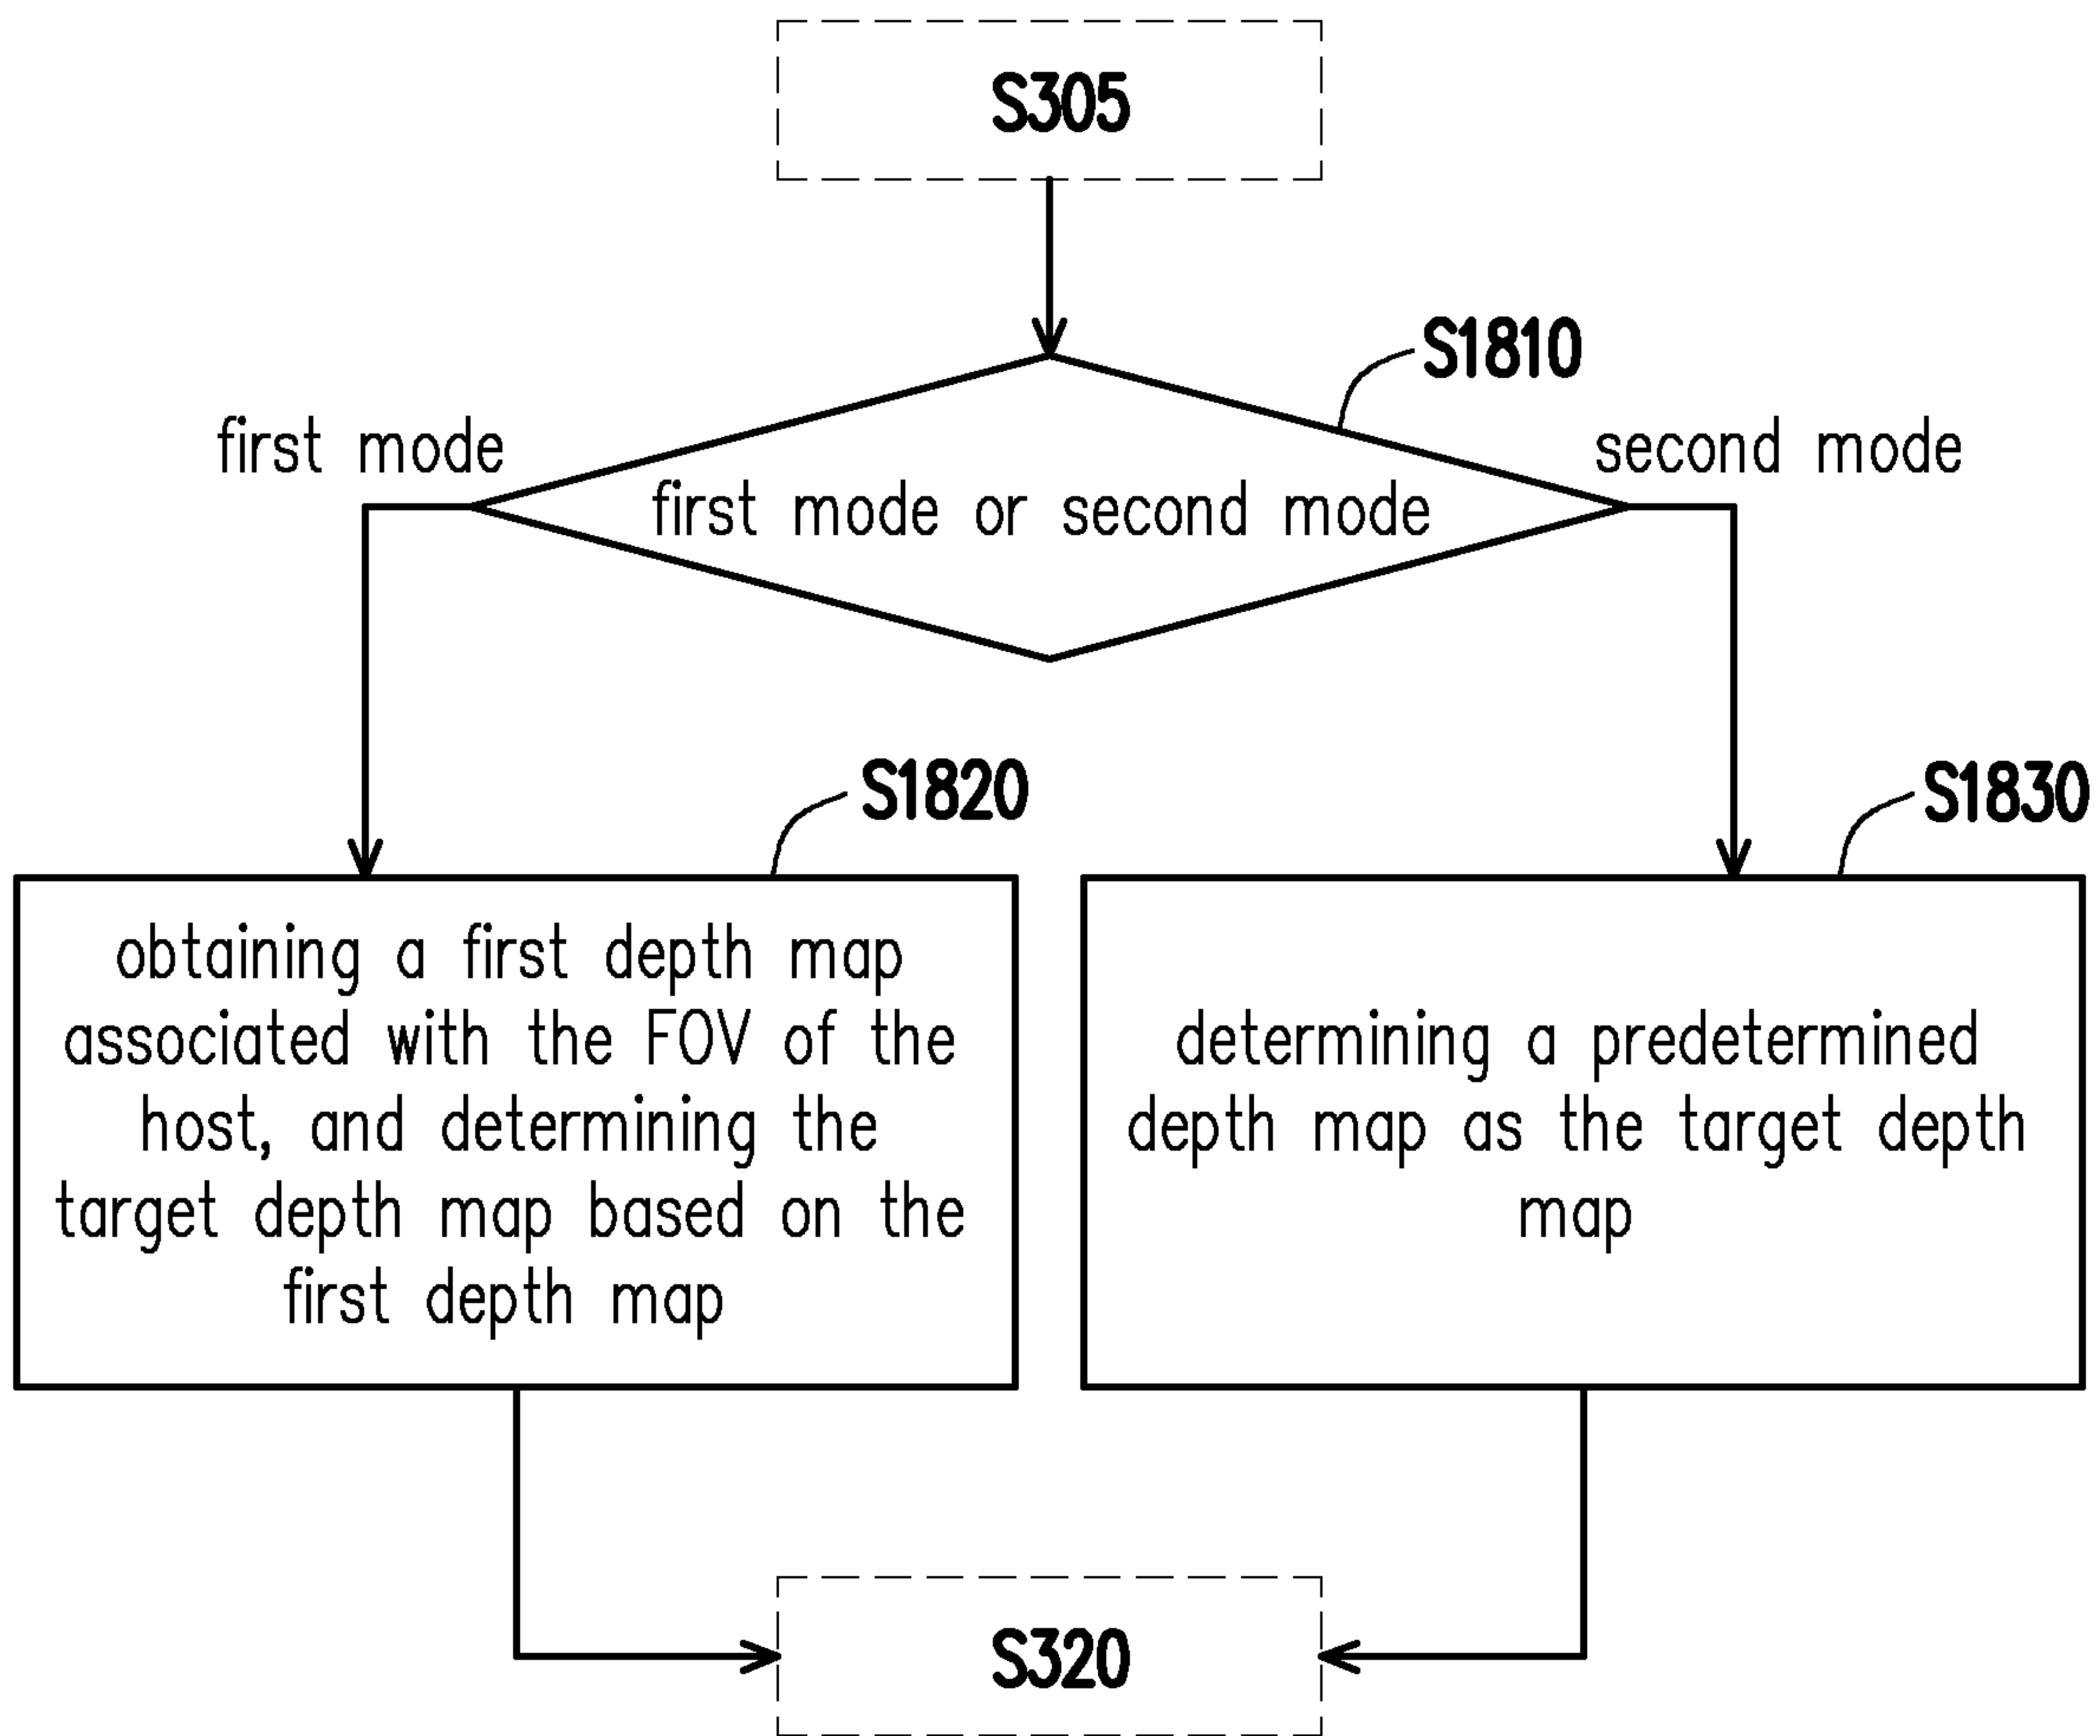 S305
S1810
first mode
second mode
first mode or second mode
S1820
S1830
obtaining a first depth map
associated with the FOV of the
host, and determining the
target depth map based on the
first depth map
determining a predetermined
depth map as the target depth
map
S320